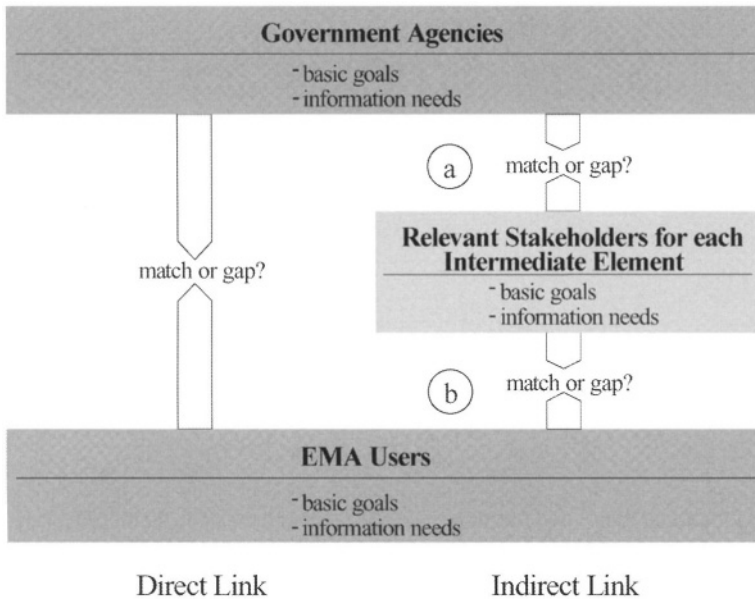 Government Agencies
- basic goals
- information needs
a
match or gap?
Relevant Stakeholders for each
Intermediate Element
match or gap?
- basic goals
- information needs
b
match or gap?
EMA Users
- basic goals
- information needs
Direct Link
Indirect Link